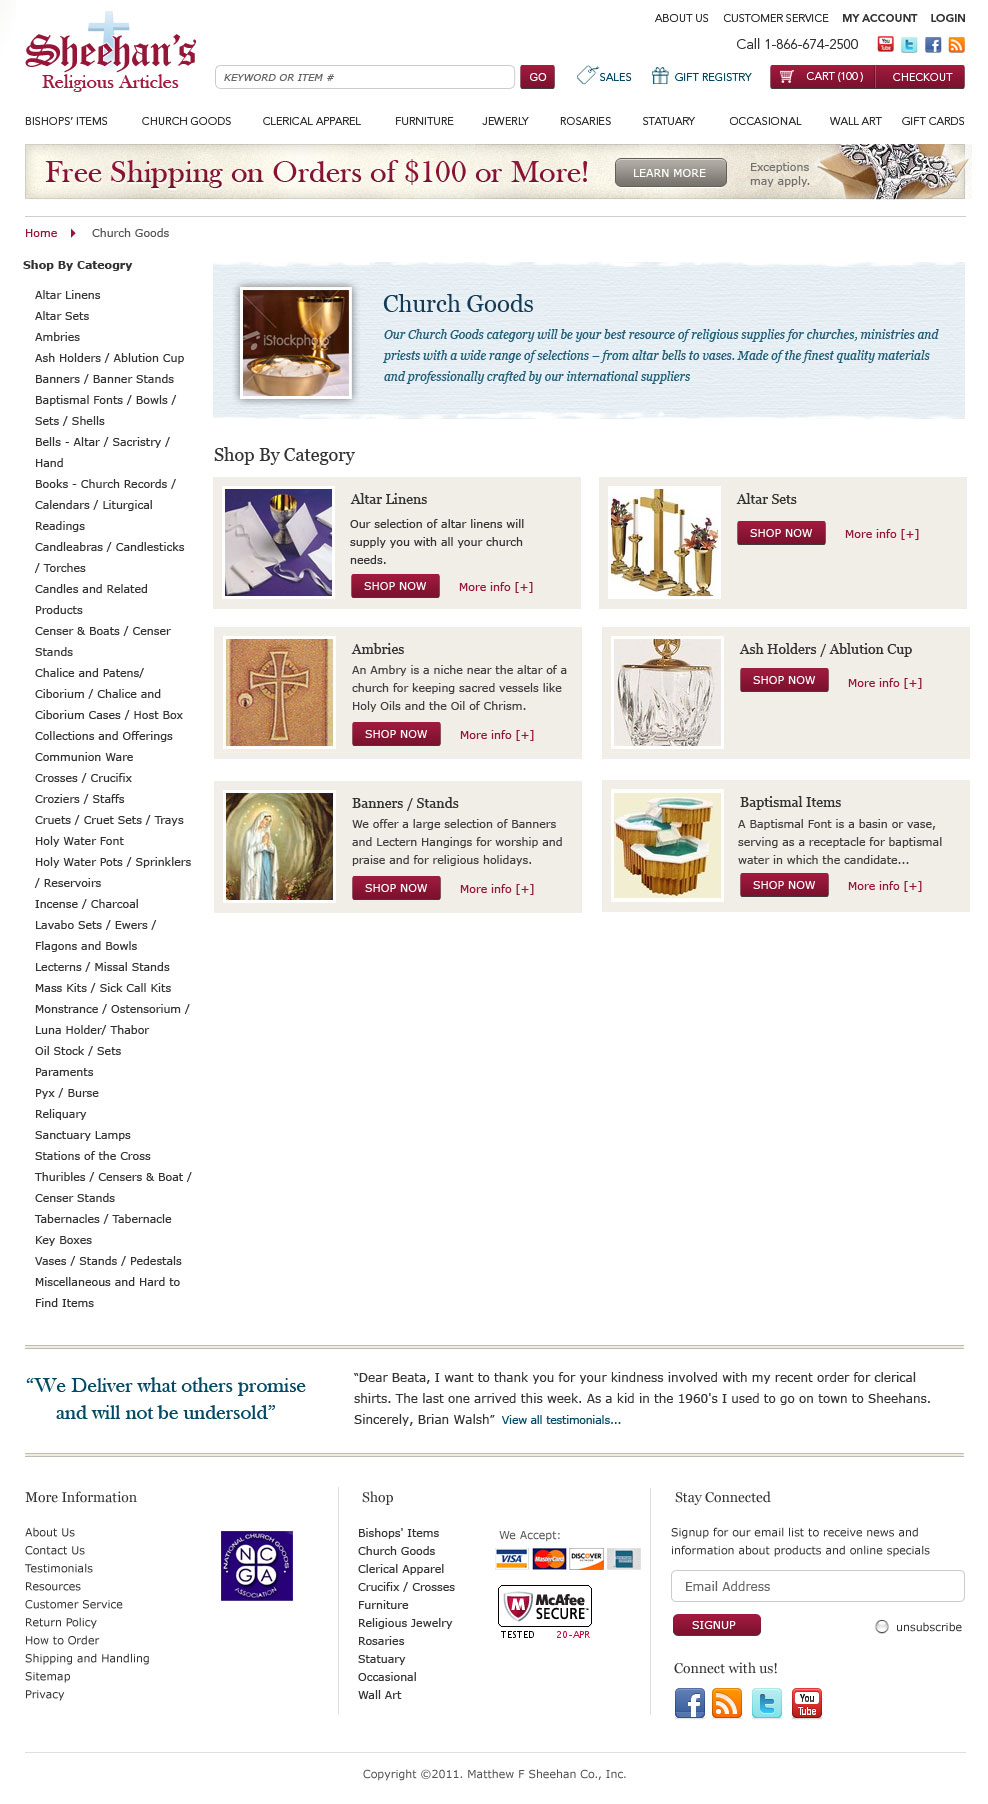 ABOUT US CUSTOMER SERVICE MY ACCOUNT LOGIN
Sheehan's
Religious Articles
Call 1-866-674-2500 You Tube
KEYWORD OR ITEM # GO SALES GIFT REGISTRY CART (100) CHECKOUT
BISHOPS' ITEMS CHURCH GOODS CLERICAL APPAREL FURNITURE JEWERLY ROSARIES STATUARY OCCASIONAL WALL ART GIFT CARDS
Free Shipping on Orders of $100 or More! LEARN MORE Exceptions
may apply.
Home Church Goods
Shop By Cateogry
Altar Linens
Altar Sets
Ambries
Ash Holders / Ablution Cup
Banners / Banner Stands
Baptismal Fonts / Bowls /
Sets / Shells
Bells - Altar / Sacristry /
Hand
Books - Church Records /
Calendars / Liturgical
Readings
Candleabras / Candlesticks
/ Torches
Candles and Related
Products
Censer & Boats / Censer
Stands
Chalice and Patens/
Ciborium / Chalice and
Ciborium Cases / Host Box
Collections and Offerings
Communion Ware
Crosses / Crucifix
Croziers / Staffs
Cruets / Cruet Sets / Trays
Holy Water Font
Holy Water Pots / Sprinklers
/ Reservoirs
Incense / Charcoal
Lavabo Sets / Ewers /
Flagons and Bowls
Lecterns / Missal Stands
Mass Kits / Sick Call Kits
Monstrance / Ostensorium /
Luna Holder/ Thabor
Oil Stock / Sets
Paraments
Pyx / Burse
Reliquary
Sanctuary Lamps
Stations of the Cross
Thuribles / Censers & Boat /
Censer Stands
Tabernacles / Tabernacle
Key Boxes
Vases / Stands / Pedestals
Miscellaneous and Hard to
Find Items
iStockphoto
Church Goods
Our Church Goods category will be your best resource of religious supplies for churches, ministries and
priests with a wide range of selections – from altar bells to vases. Made of the finest quality materials
and professionally crafted by our international suppliers
Shop By Category
Altar Linens
Our selection of altar linens will
supply you with all your church
needs.
SHOP NOW More info [+]
Altar Sets
SHOP NOW More info [+]
Ambries
An Ambry is a niche near the altar of a
church for keeping sacred vessels like
Holy Oils and the Oil of Chrism.
SHOP NOW More info [+]
Ash Holders / Ablution Cup
SHOP NOW More info [+]
Banners / Stands
We offer a large selection of Banners
and Lectern Hangings for worship and
praise and for religious holidays.
SHOP NOW More info [+]
Baptismal Items
A Baptismal Font is a basin or vase,
serving as a receptacle for baptismal
water in which the candidate...
SHOP NOW More info [+]
“We Deliver what others promise
and will not be undersold”
“Dear Beata, I want to thank you for your kindness involved with my recent order for clerical
shirts. The last one arrived this week. As a kid in the 1960's I used to go on town to Sheehans.
Sincerely, Brian Walsh” View all testimonials...
More Information
About Us
Contact Us
Testimonials
Resources
Customer Service
Return Policy
How to Order
Shipping and Handling
Sitemap
Privacy
NATIONAL CHURCH GOODS
NC
GA
ASSOCIATION
Shop
Bishops' Items
Church Goods
Clerical Apparel
Crucifix / Crosses
Furniture
Religious Jewelry
Rosaries
Statuary
Occasional
Wall Art
We Accept:
VISA MasterCard DISCOVER
McAfee
SECURE
TESTED 20-APR
Stay Connected
Signup for our email list to receive news and
information about products and online specials
Email Address
SIGNUP unsubscribe
Connect with us!
You Tube
Copyright ©2011. Matthew F Sheehan Co., Inc.